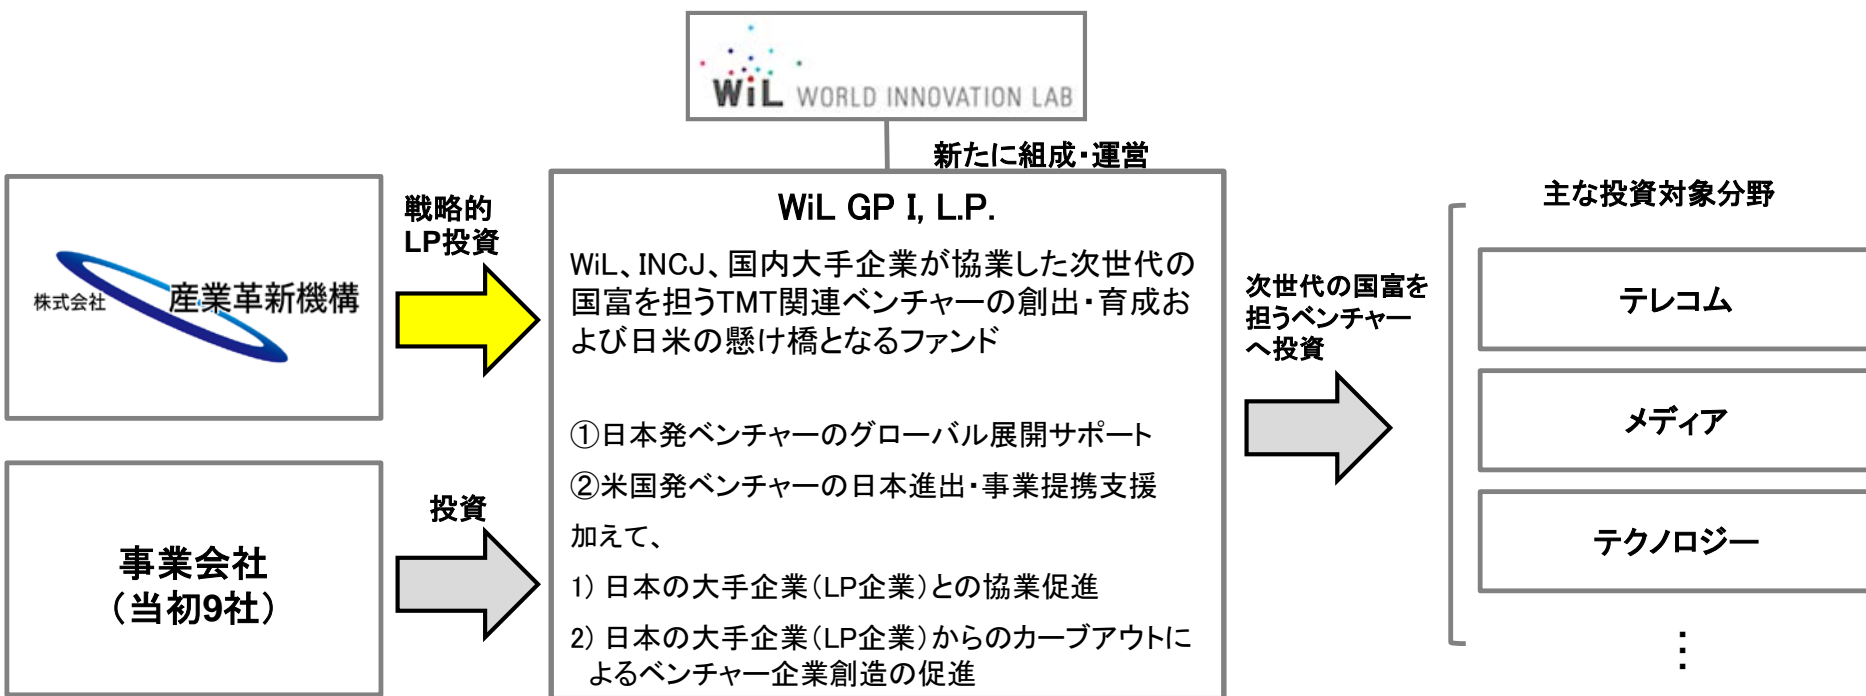 WiL WORLD INNOVATION LAB
新たに組成・運営
株式会社 産業革新機構
戦略的
LP投資
事業会社
（当初9社）
投資
WiL GP I, L.P.
WiL、INCJ、国内大手企業が協業した次世代の
国富を担うTMT関連ベンチャーの創出・育成お
よび日米の懸け橋となるファンド
①日本発ベンチャーのグローバル展開サポート
②米国発ベンチャーの日本進出・事業提携支援
加えて、
1) 日本の大手企業（LP企業）との協業促進
2) 日本の大手企業（LP企業）からのカーブアウトに
よるベンチャー企業創造の促進
次世代の国富を
担うベンチャー
へ投資
主な投資対象分野
テレコム
メディア
テクノロジー
⋮